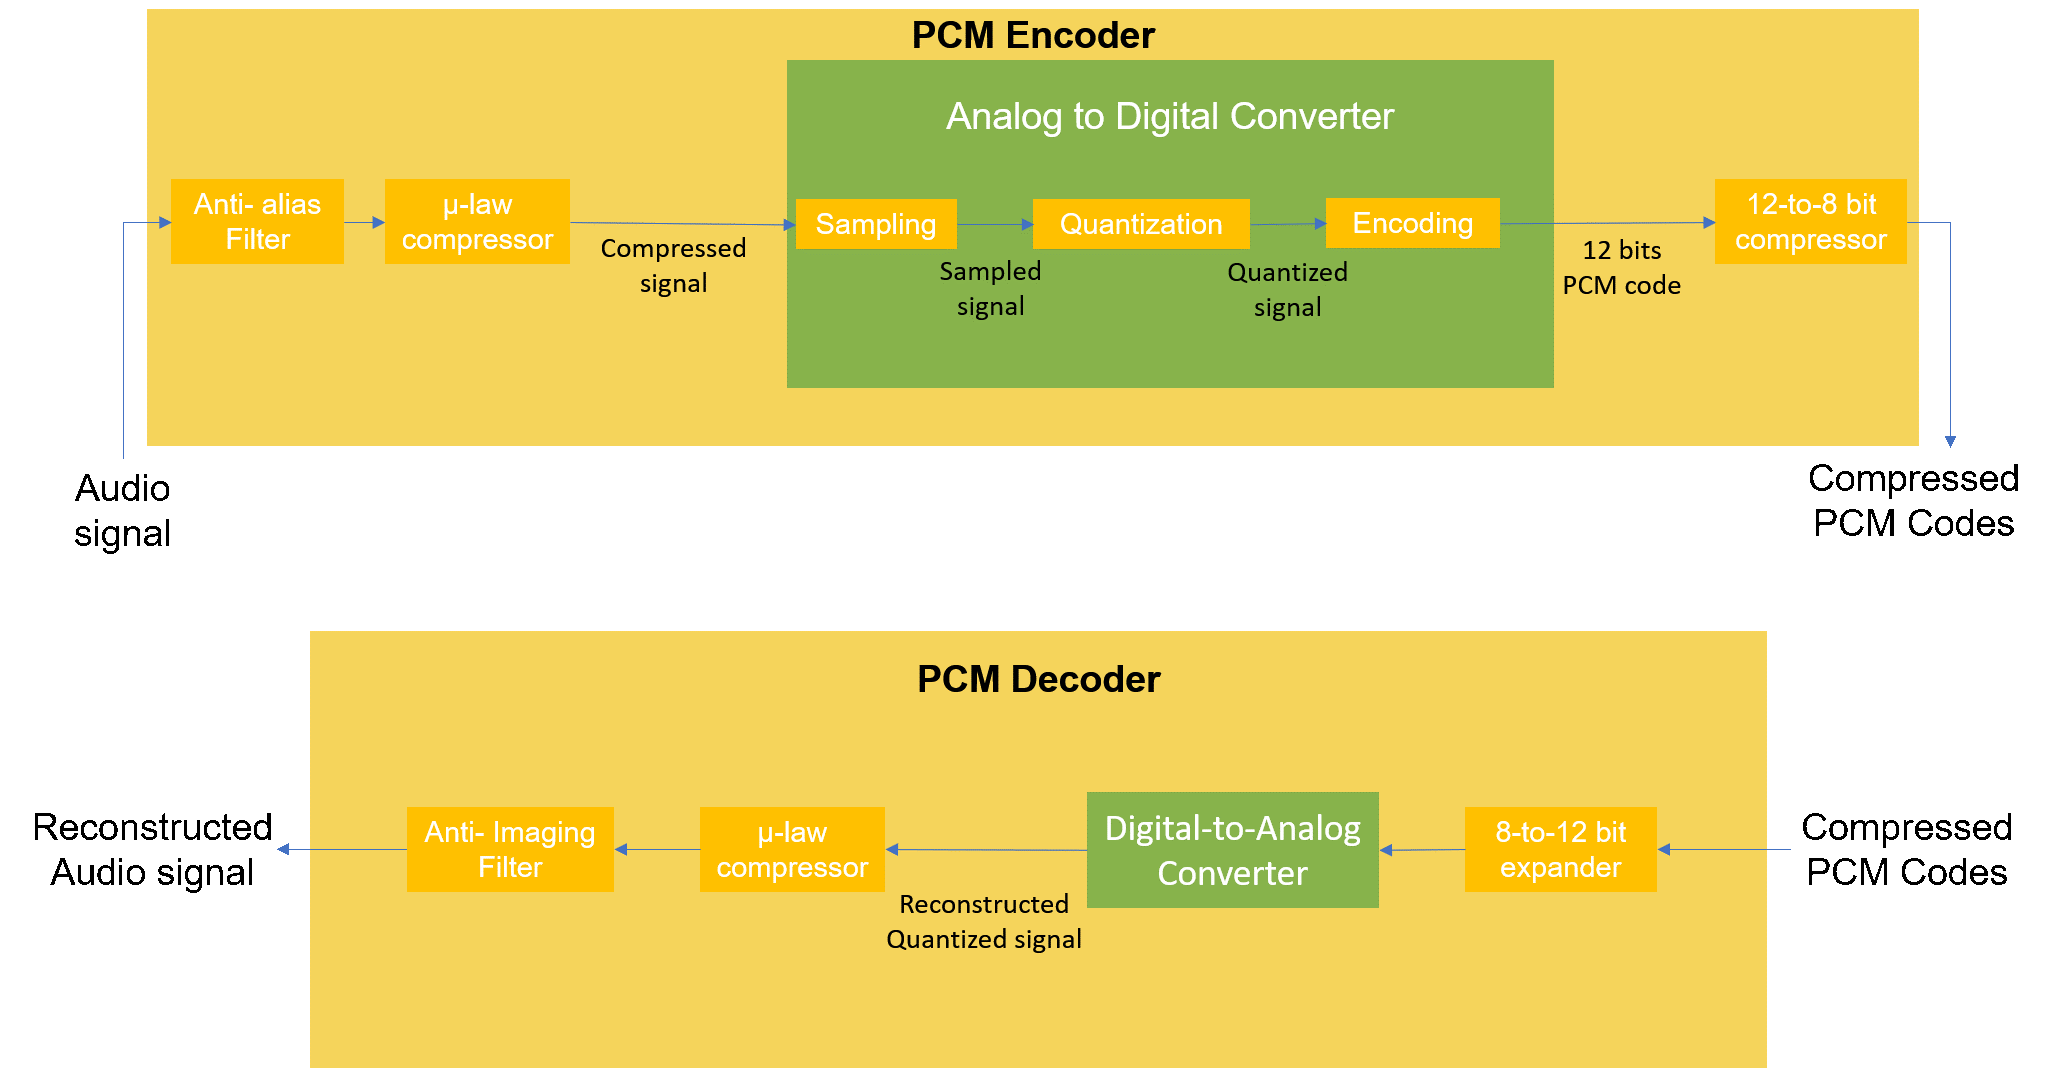 PCM Encoder
Analog to Digital Converter
Anti- alias
Filter
µ-law
compressor
Compressed
signal
Sampling
Sampled
signal
Quantization
Quantized
signal
Encoding
12 bits
PCM code
12-to-8 bit
compressor
Audio
signal
Compressed
PCM Codes
PCM Decoder
Reconstructed
Audio signal
Anti- Imaging
Filter
µ-law
compressor
Reconstructed
Quantized signal
Digital-to-Analog
Converter
8-to-12 bit
expander
Compressed
PCM Codes